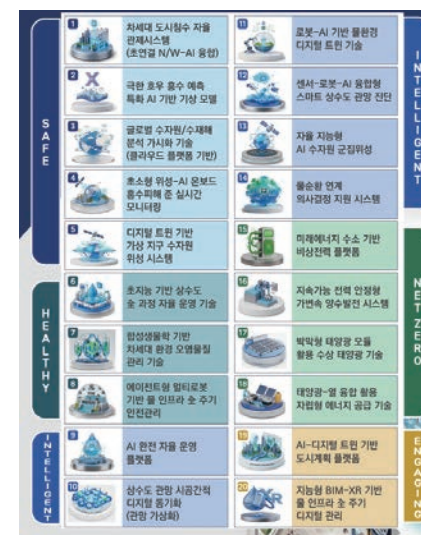 SAFE
1
차세대 도시침수 자율
관제시스템
(초연결 N/W-AI 융합)
2
극한 호우 홍수 예측
특화 AI 기반 기상 모델
3
글로벌 수자원/수재해
분석 가시화 기술
(클라우드 플랫폼 기반)
4
초소형 위성-AI 온보드
홍수피해 준 실시간
모니터링
5
디지털 트윈 기반
가상 지구 수자원
위성 시스템
HEALTHY
6
초지능 기반 상수도
全 과정 자율 운영 기술
7
합성생물학 기반
차세대 환경 오염물질
관리 기술
8
에이전트형 멀티로봇
기반 물 인프라 全 주기
안전관리
INTELLIGENT
9
AI 완전 자율 운영
플랫폼
10
상수도 관망 시공간적
디지털 동기화
(관망 가상화)
INTELLIGENT
11
로봇-AI 기반 물환경
디지털 트윈 기술
12
센서-로봇-AI 융합형
스마트 상수도 관망 진단
13
자율 지능형
AI 수자원 군집위성
14
물순환 연계
의사결정 지원 시스템
NET ZERO
15
미래에너지 수소 기반
비상전력 플랫폼
16
지속가능 전력 안정형
가변속 양수발전 시스템
17
박막형 태양광 모듈
활용 수상 태양광 기술
18
태양광-열 융합 활용
자립형 에너지 공급 기술
ENGAGING
19
AI-디지털 트윈 기반
도시계획 플랫폼
20
지능형 BIM-XR 기반
물 인프라 全 주기
디지털 관리